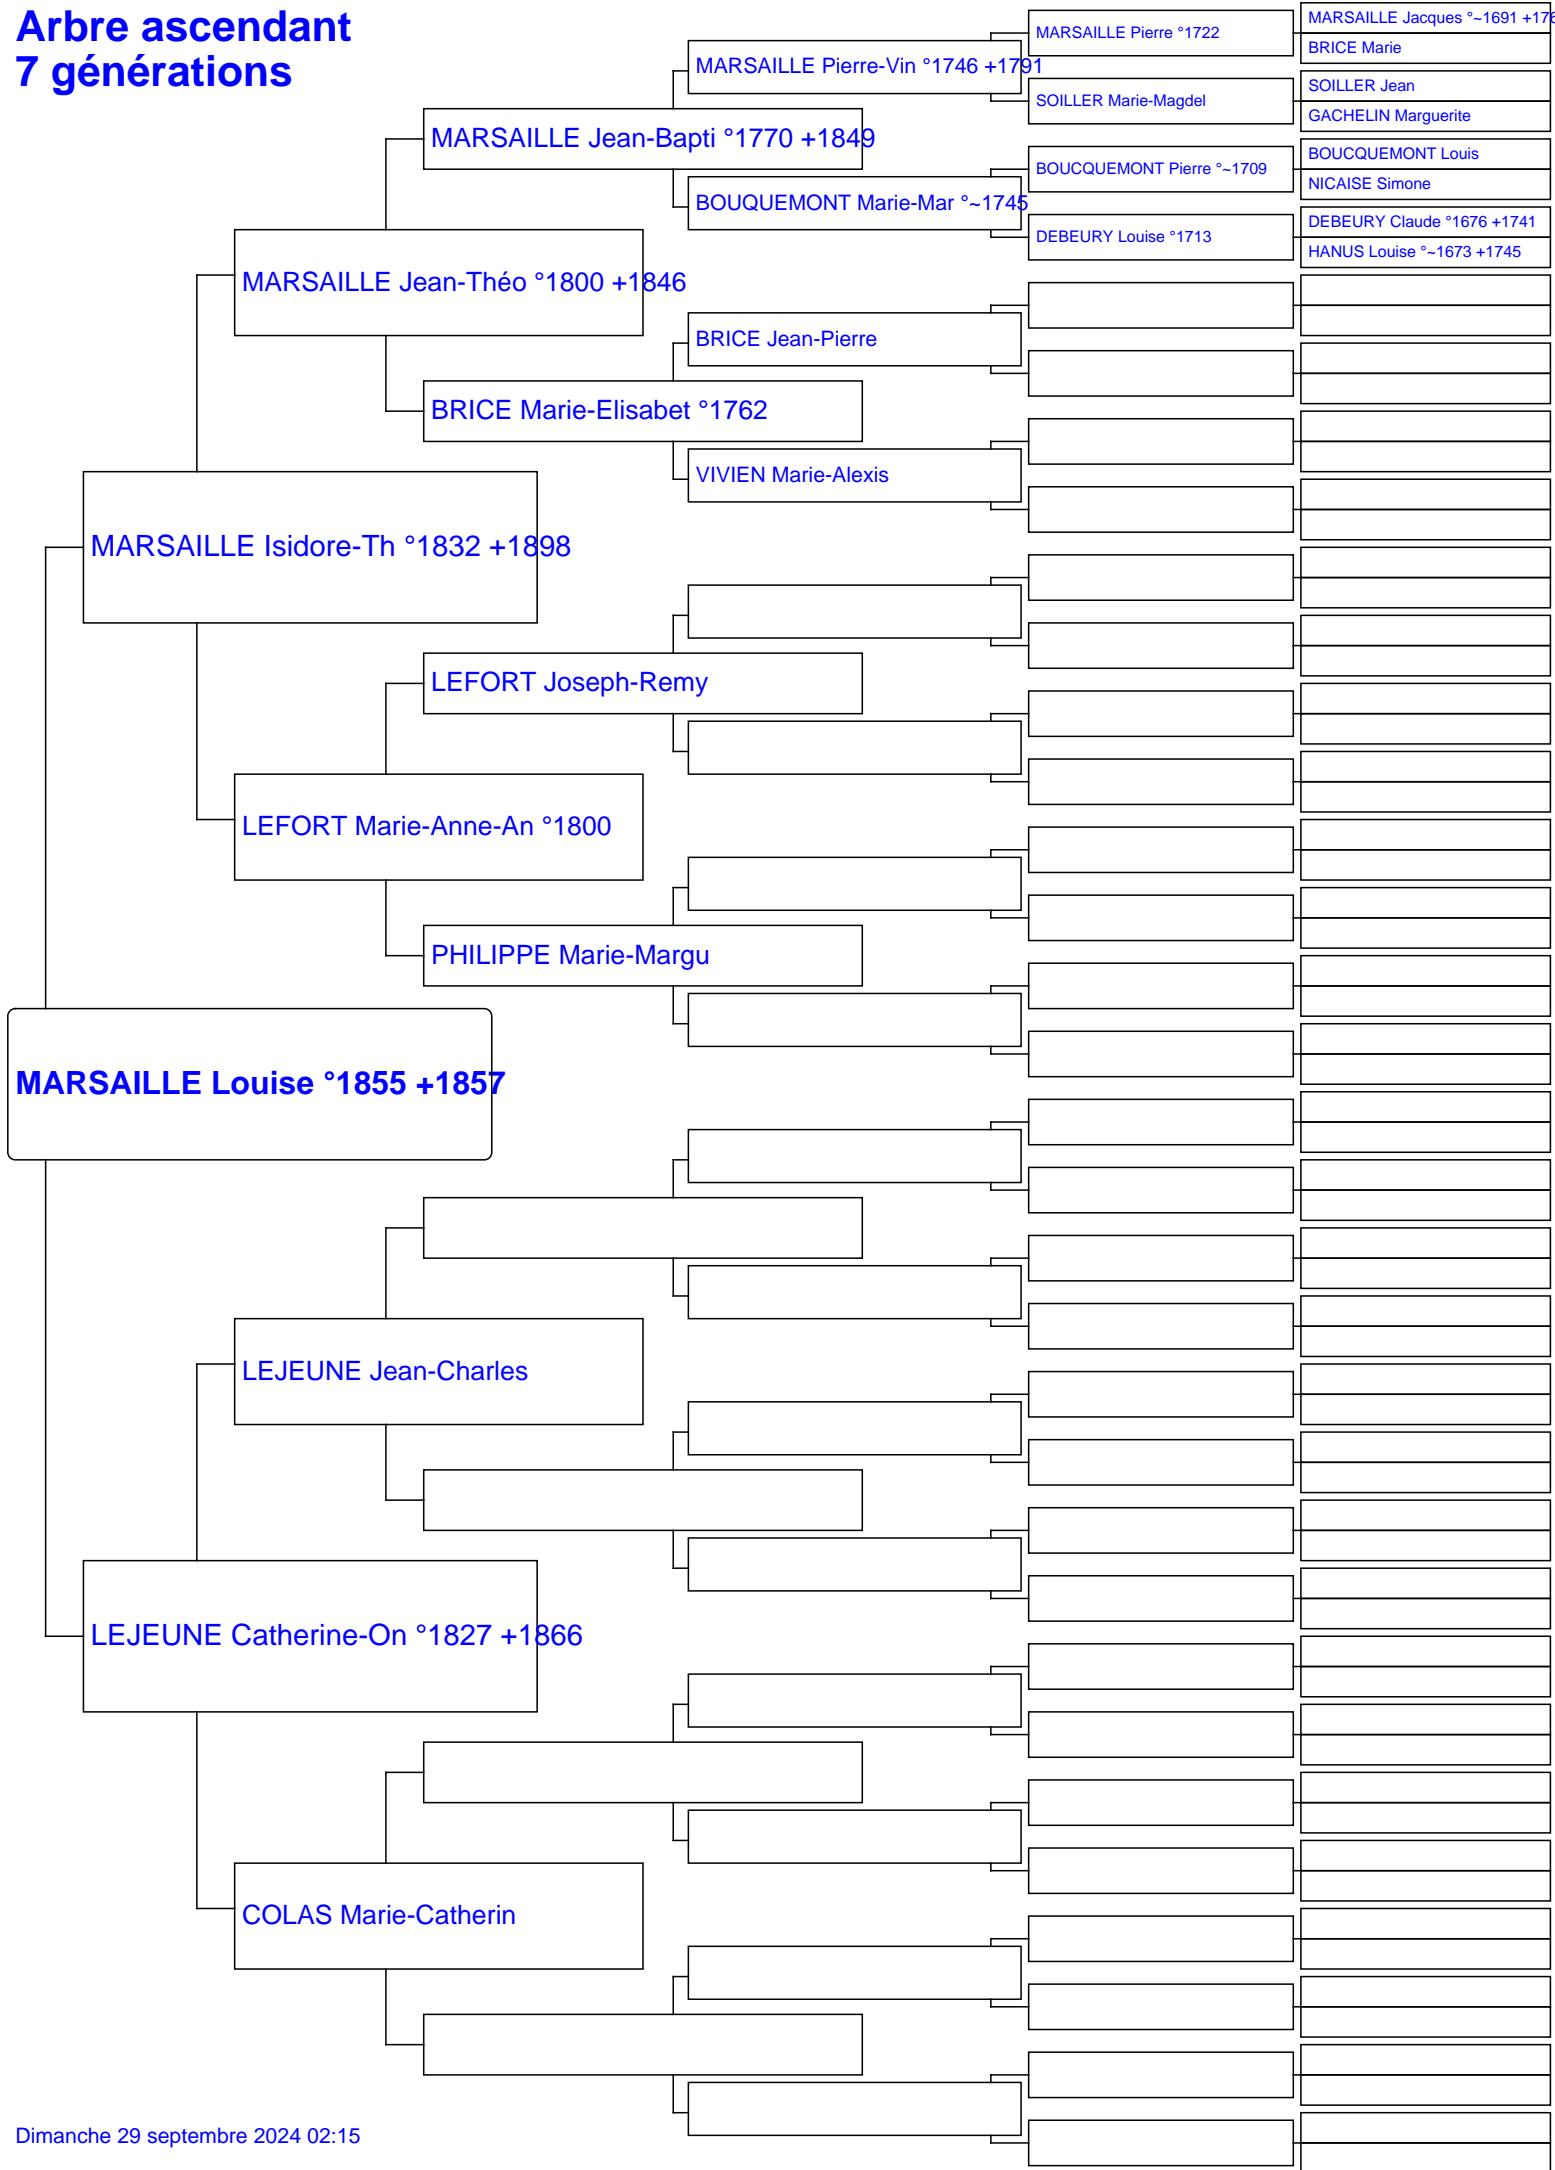 Arbre ascendant
7 générations
MARSAILLE Jacques °~1691 +176
MARSAILLE Pierre °1722
BRICE Marie
MARSAILLE Pierre-Vin °1746 +1791
SOILLER Jean
SOILLER Marie-Magdel
GACHELIN Marguerite
MARSAILLE Jean-Bapti °1770 +1849
BOUCQUEMONT Louis
BOUCQUEMONT Pierre °~1709
NICAISE Simone
BOUQUEMONT Marie-Mar °~1745
DEBEURY Claude °1676 +1741
DEBEURY Louise °1713
HANUS Louise °~1673 +1745
MARSAILLE Jean-Théo °1800 +1846
BRICE Jean-Pierre
BRICE Marie-Elisabet °1762
VIVIEN Marie-Alexis
MARSAILLE Isidore-Th °1832 +1898
LEFORT Joseph-Remy
LEFORT Marie-Anne-An °1800
PHILIPPE Marie-Margu
MARSAILLE Louise °1855 +1857
LEJEUNE Jean-Charles
LEJEUNE Catherine-On °1827 +1866
COLAS Marie-Catherin
Dimanche 29 septembre 2024 02:15